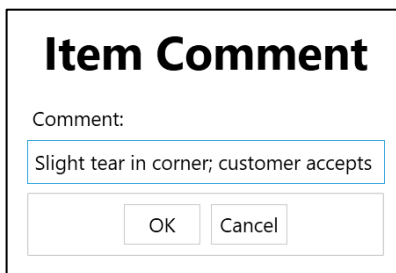 Item Comment
Comment:
Slight tear in corner; customer accepts
OK Cancel